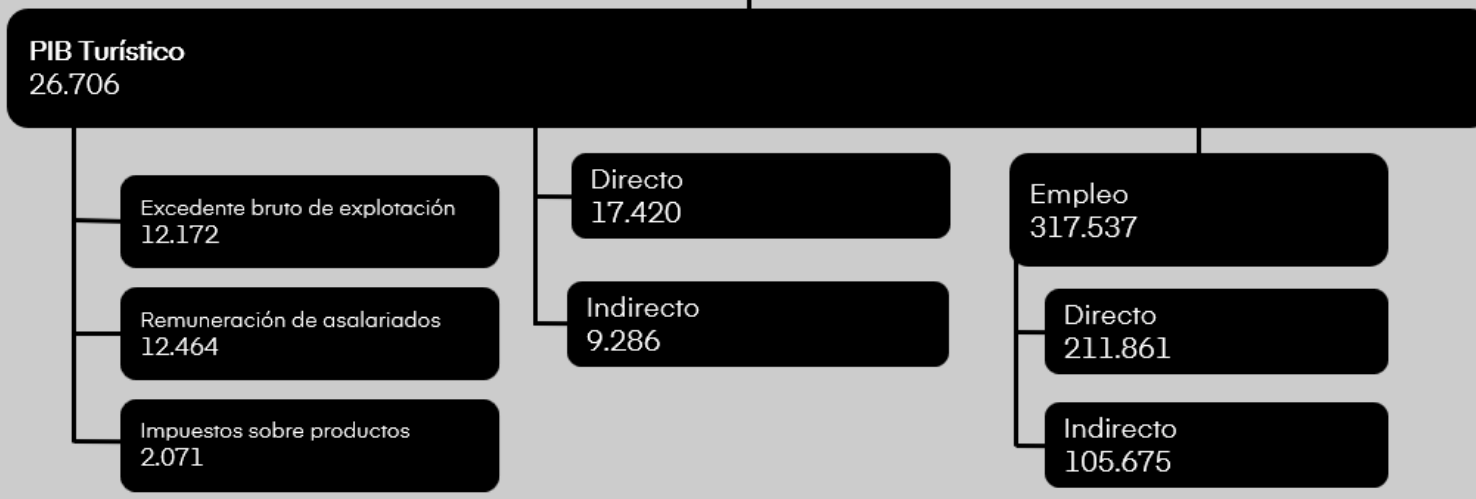 PIB Turístico
26.706
Excedente bruto de explotación
12.172
Remuneración de asalariados
12.464
Impuestos sobre productos
2.071
Directo
17.420
Indirecto
9.286
Empleo
317.537
Directo
211.861
Indirecto
105.675